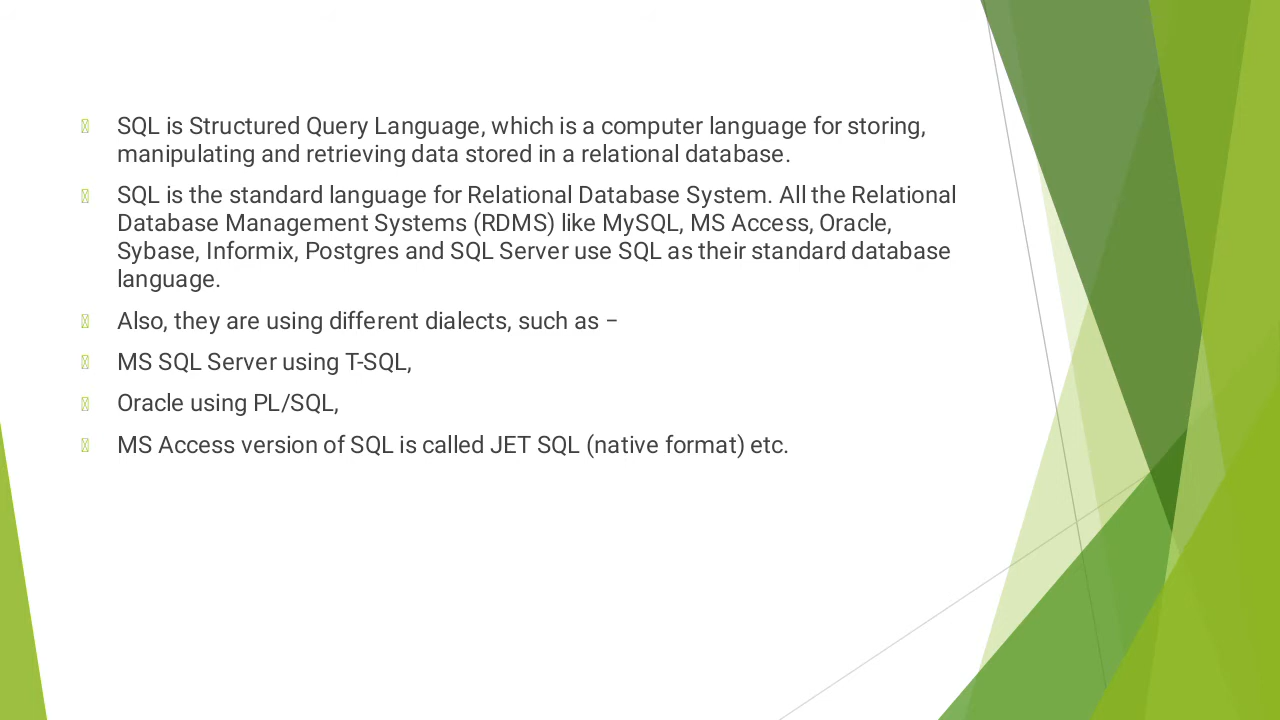 SQL is Structured Query Language, which is a computer language for storing,
manipulating and retrieving data stored in a relational database.
SQL is the standard language for Relational Database System. All the Relational
Database Management Systems (RDMS) like MySQL, MS Access, Oracle,
Sybase, Informix, Postgres and SQL Server use SQL as their standard database
language.
Also, they are using different dialects, such as −
MS SQL Server using T-SQL,
Oracle using PL/SQL,
MS Access version of SQL is called JET SQL (native format) etc.